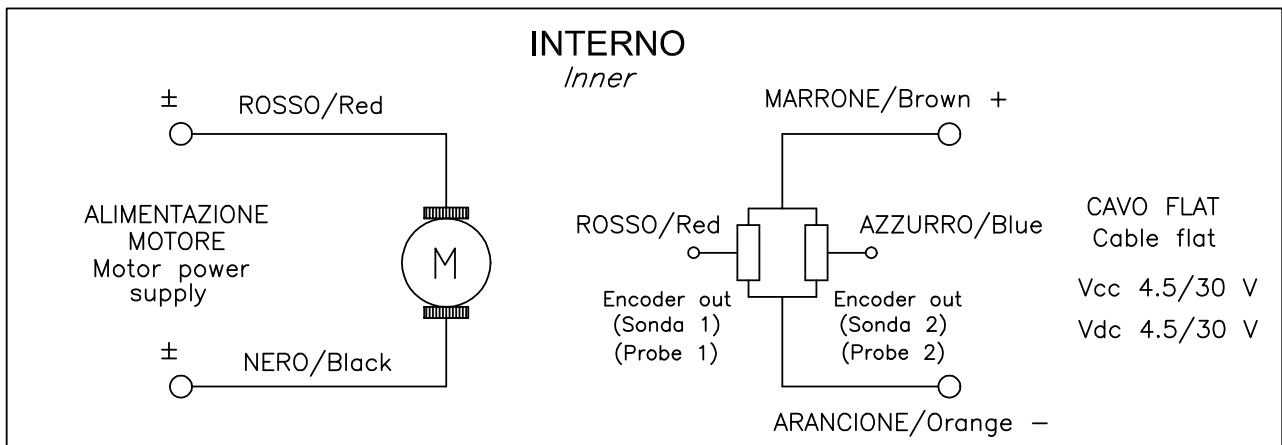 INTERNO
Inner
±
ROSSO/Red
ALIMENTAZIONE
MOTORE
Motor power
supply
M
±
NERO/Black
MARRONE/Brown +
ROSSO/Red
AZZURRO/Blue
Encoder out
(Sonda 1)
(Probe 1)
Encoder out
(Sonda 2)
(Probe 2)
ARANCIONE/Orange −
CAVO FLAT
Cable flat
Vcc 4.5/30 V
Vdc 4.5/30 V